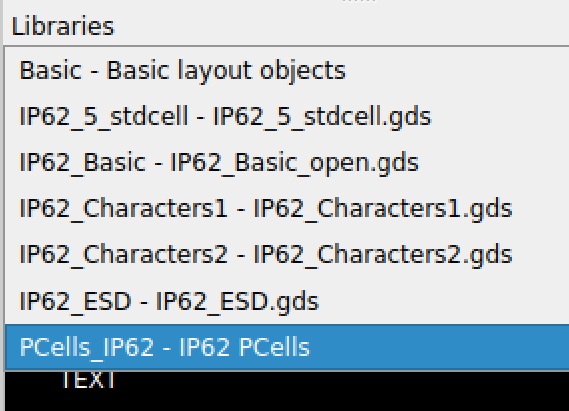 Libraries
Basic - Basic layout objects
IP62_5_stdcell - IP62_5_stdcell.gds
IP62_Basic - IP62_Basic_open.gds
IP62_Characters1 - IP62_Characters1.gds
IP62_Characters2 - IP62_Characters2.gds
IP62_ESD - IP62_ESD.gds
PCells_IP62 - IP62 PCells
TEXT